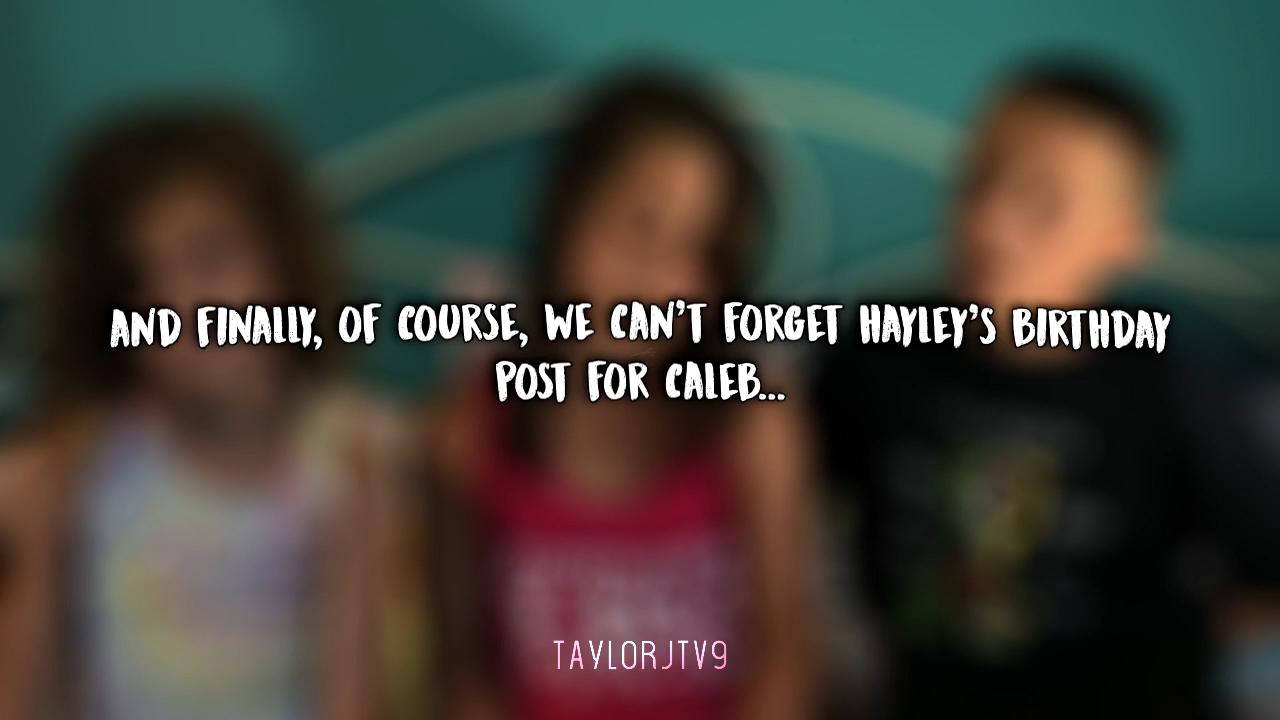 AND FINALLY, OF COURSE, WE CAN'T FORGET HAYLEY'S BIRTHDAY
POST FOR CALEB...
TAYLORJTV9